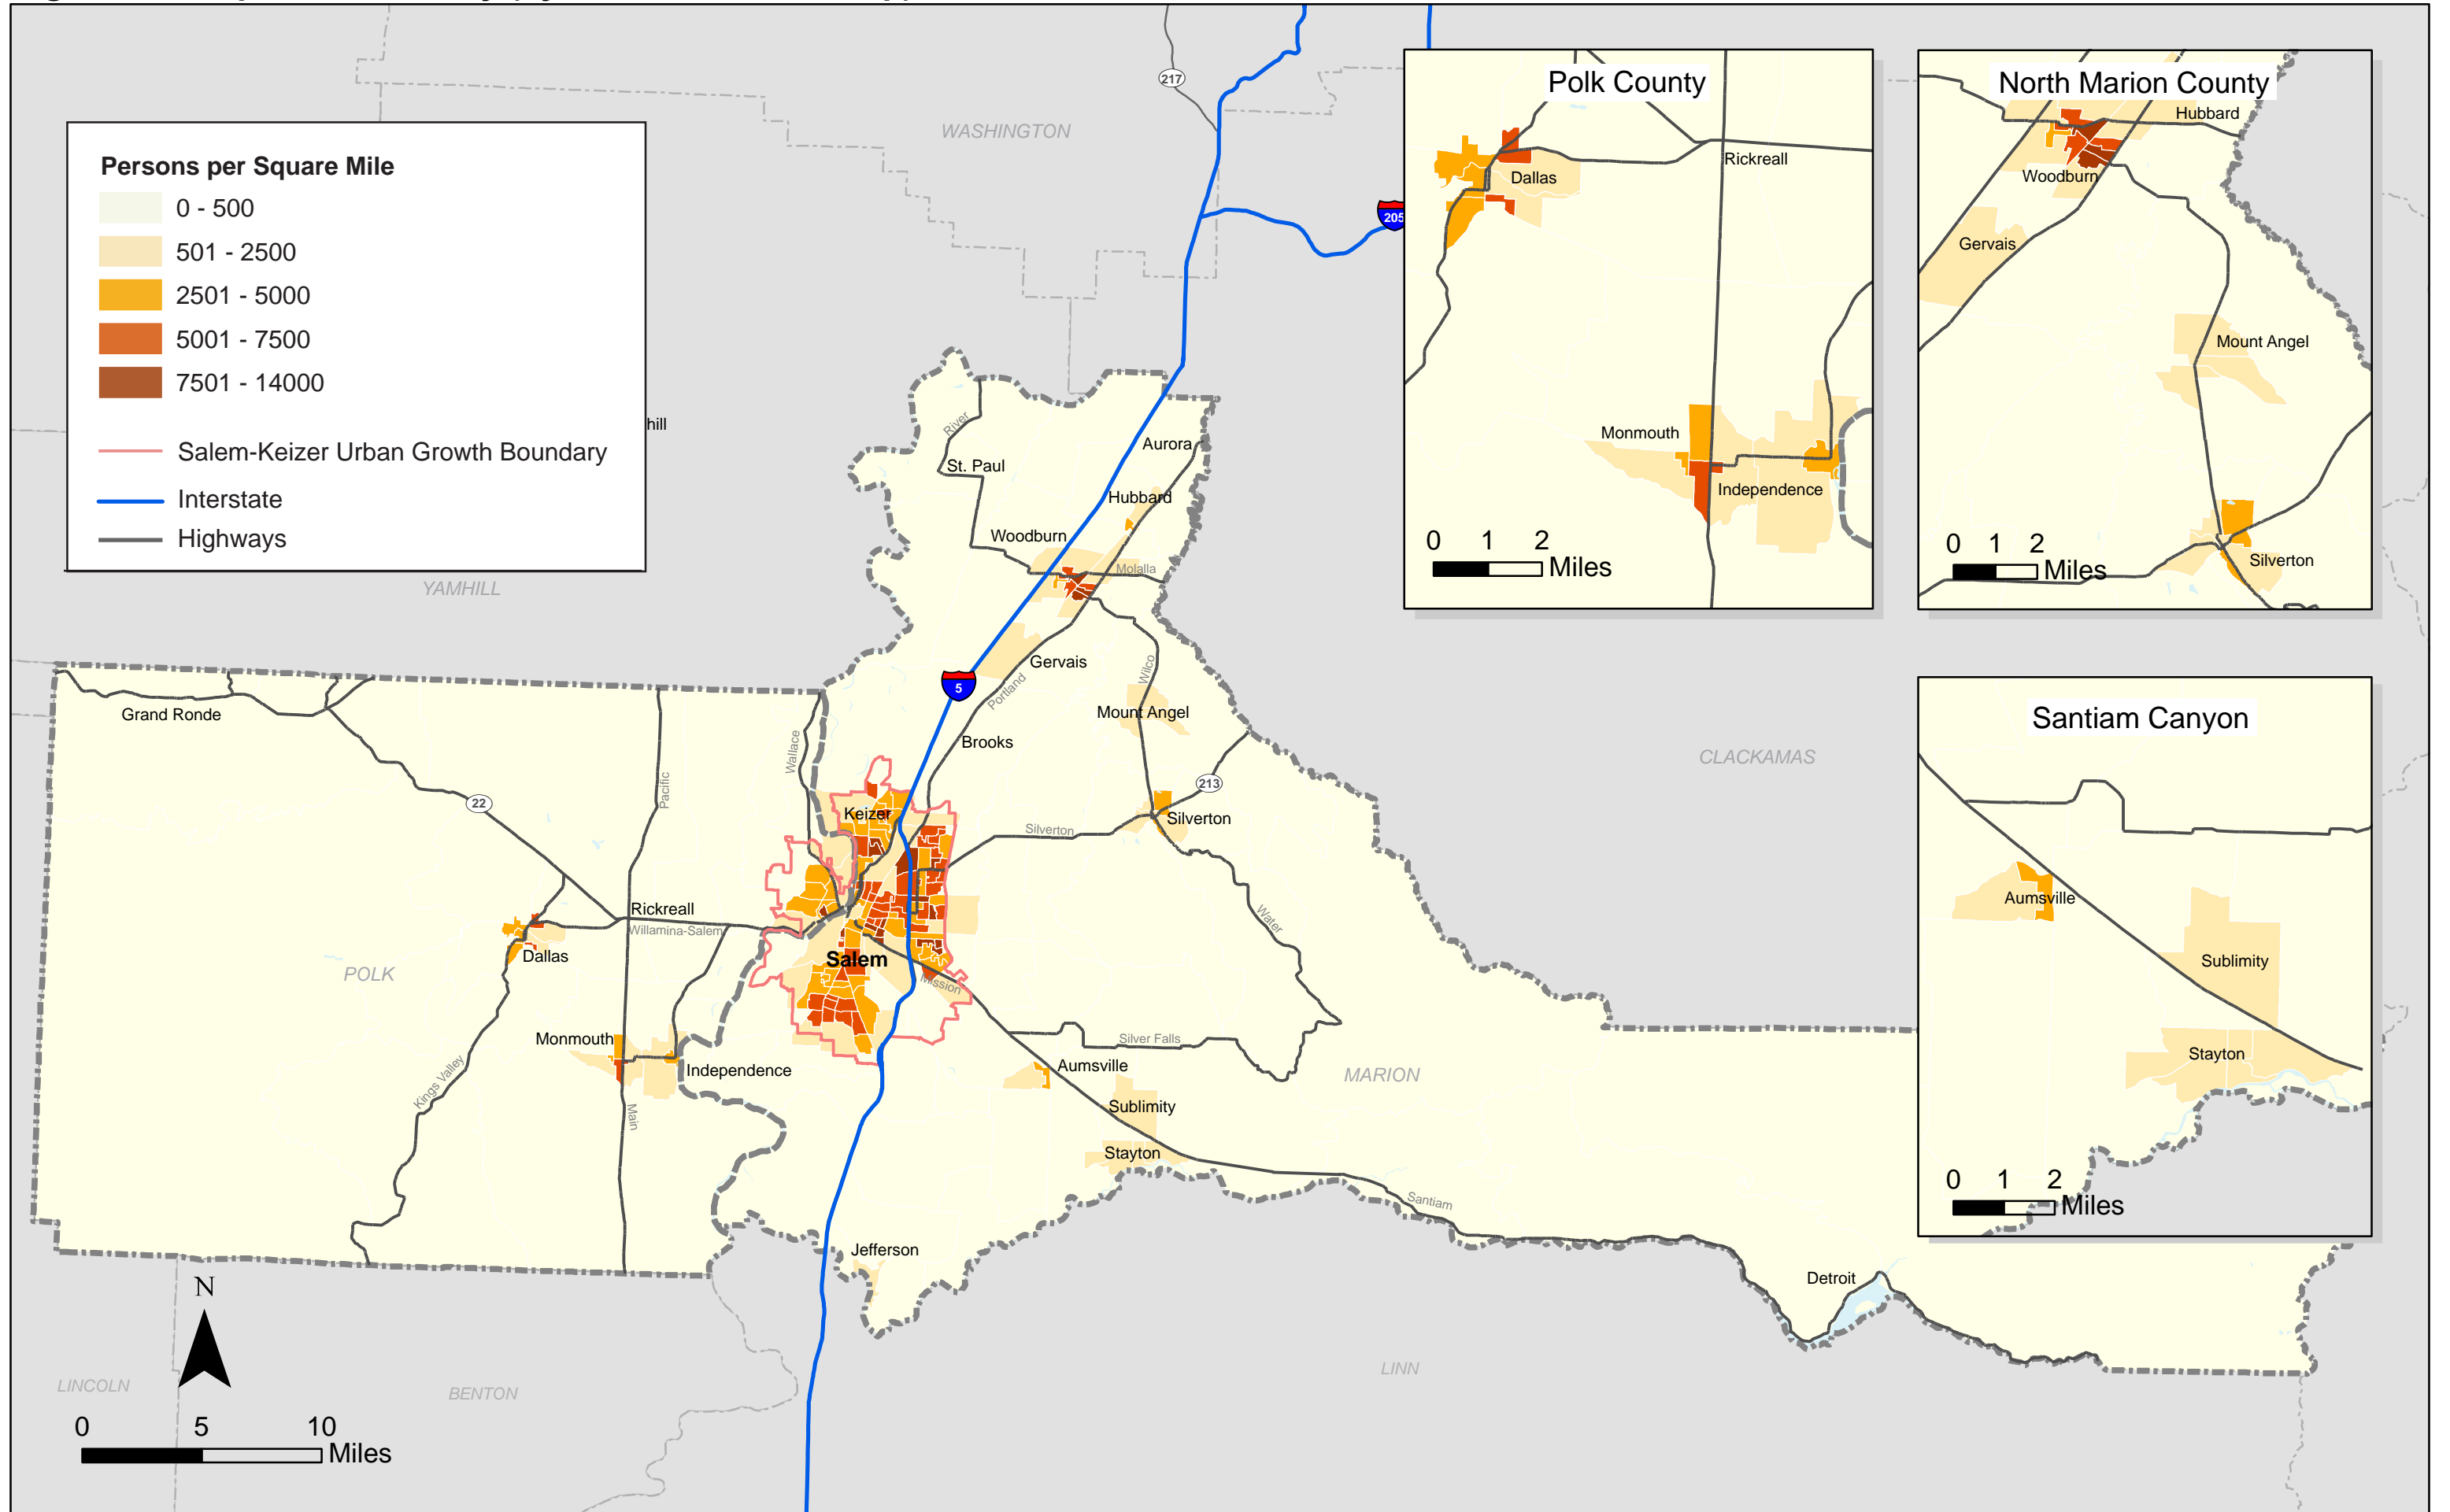 217
WASHINGTON
205
Persons per Square Mile
0 - 500
501 - 2500
2501 - 5000
5001 - 7500
7501 - 14000
Salem-Keizer Urban Growth Boundary
Interstate
Highways
hill
YAMHILL
Polk County
Rickreall
Dallas
Monmouth
Independence
0 1 2
Miles
North Marion County
Hubbard
Woodburn
Gervais
Mount Angel
Silverton
0 1 2
Miles
River
Aurora
St. Paul
Hubbard
Woodburn
Molalla
Gervais
Wilco
5
Portland
Mount Angel
Brooks
Grand Ronde
Wallace
Pacific
22
213
CLACKAMAS
Keizer
Silverton
Silverton
Rickreall
Willamina-Salem
Water
Dallas
Salem
POLK
Mission
Monmouth
Independence
Silver Falls
Aumsville
MARION
Kings Valley
Main
Sublimity
Stayton
Santiam
Jefferson
Detroit
Santiam Canyon
Aumsville
Sublimity
Stayton
0 1 2
Miles
N
LINCOLN
BENTON
LINN
0 5 10
Miles